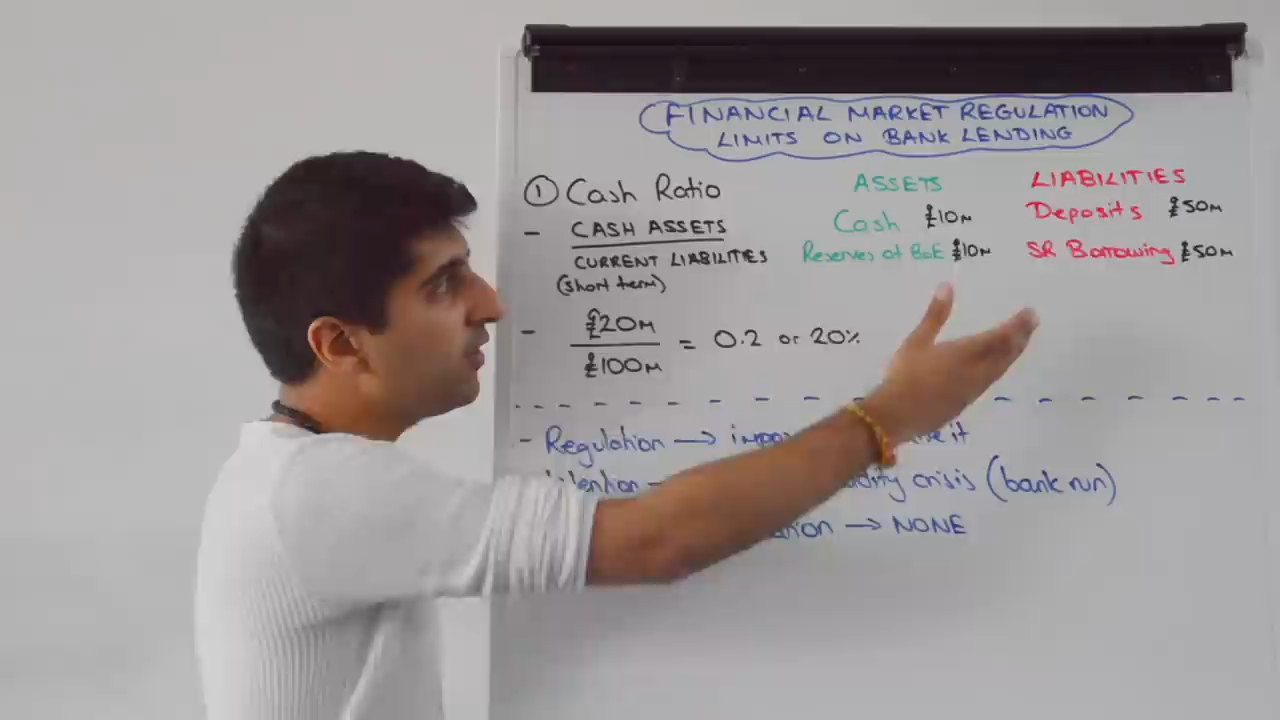 FINANCIAL MARKET REGULATION
LIMITS ON BANK LENDING
① Cash Ratio
- CASH ASSETS
CURRENT LIABILITIES
(short term)
- £20M
£100M
= 0.2 or 20%
ASSETS
Cash £10M
Reserves at BoE £10M
LIABILITIES
Deposits £50M
SR Borrowing £50M
- Regulation → it
crisis (bank run)
→ NONE